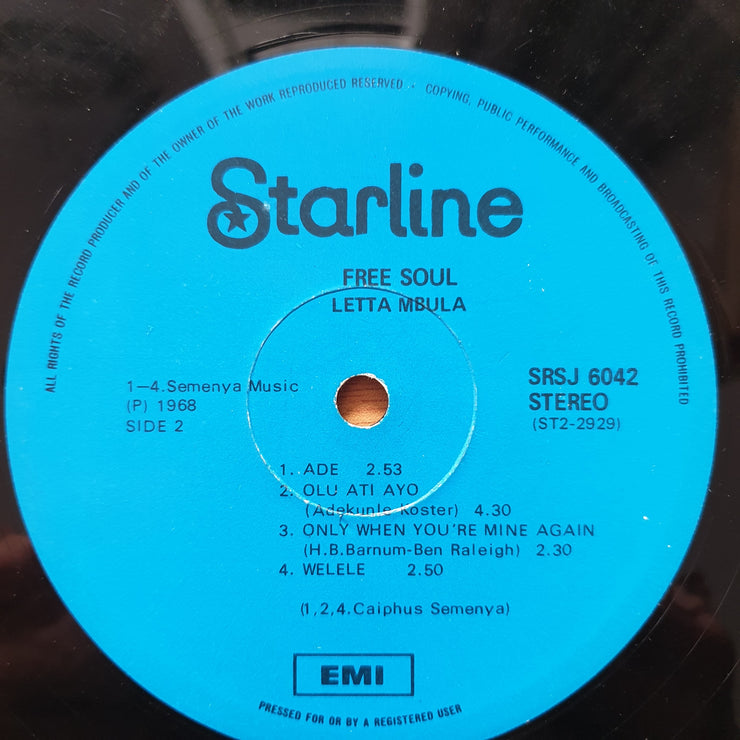 ALL RIGHTS OF THE RECORD PRODUCER AND OF THE OWNER OF THE WORK REPRODUCED RESERVED · COPYING, PUBLIC PERFORMANCE AND BROADCASTING OF THIS RECORD PROHIBITED
Starline
FREE SOUL
LETTA MBULA
1—4.Semenya Music
(P) 1968
SIDE 2
SRSJ 6042
STEREO
(ST2-2929)
1. ADE 2.53
2. OLU ATI AYO
(Adekunle Koster) 4.30
3. ONLY WHEN YOU'RE MINE AGAIN
(H.B.Barnum-Ben Raleigh) 2.30
4. WELELE 2.50
(1,2,4.Caiphus Semenya)
EMI
PRESSED FOR OR BY A REGISTERED USER